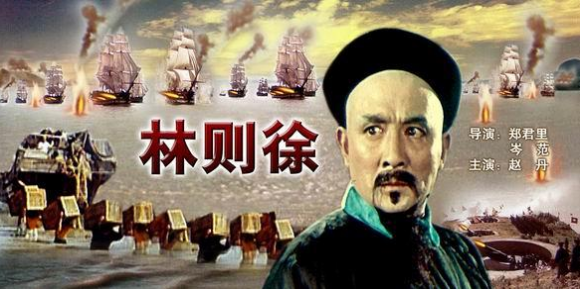 林则徐
导演：郑君里
岑 范
主演：赵 丹